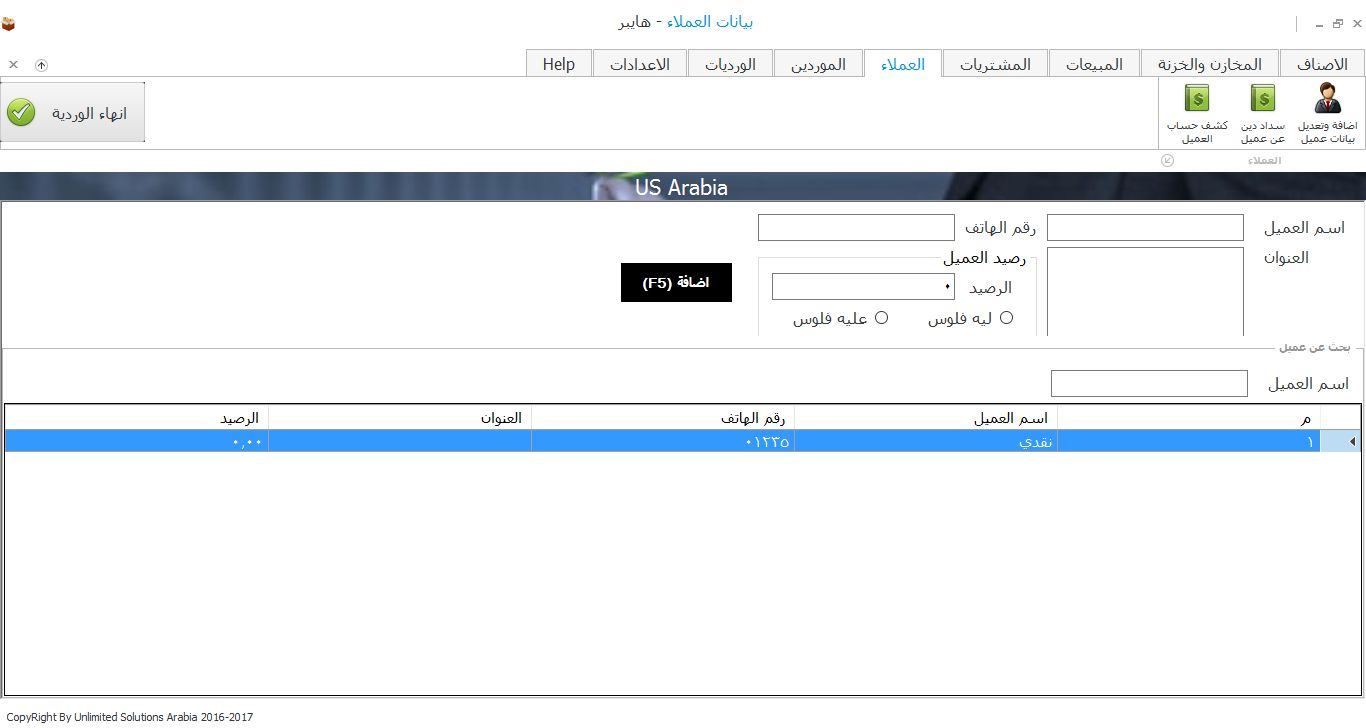 بيانات العملاء - هايبر
الاصناف
المخازن والخزنة
المبيعات
المشتريات
العملاء
الموردين
الورديات
الاعدادات
Help
اضافة وتعديل
بيانات عميل
سداد دين
عن عميل
كشف حساب
العميل
انهاء الوردية
العملاء
US Arabia
اسم العميل
رقم الهاتف
العنوان
رصيد العميل
الرصيد
٠
ليه فلوس
عليه فلوس
اضافة (F5)
بحث عن عميل
اسم العميل
م اسم العميل رقم الهاتف العنوان الرصيد
١ نقدي ٠١٢٣٥ ٠,٠٠
CopyRight By Unlimited Solutions Arabia 2016-2017